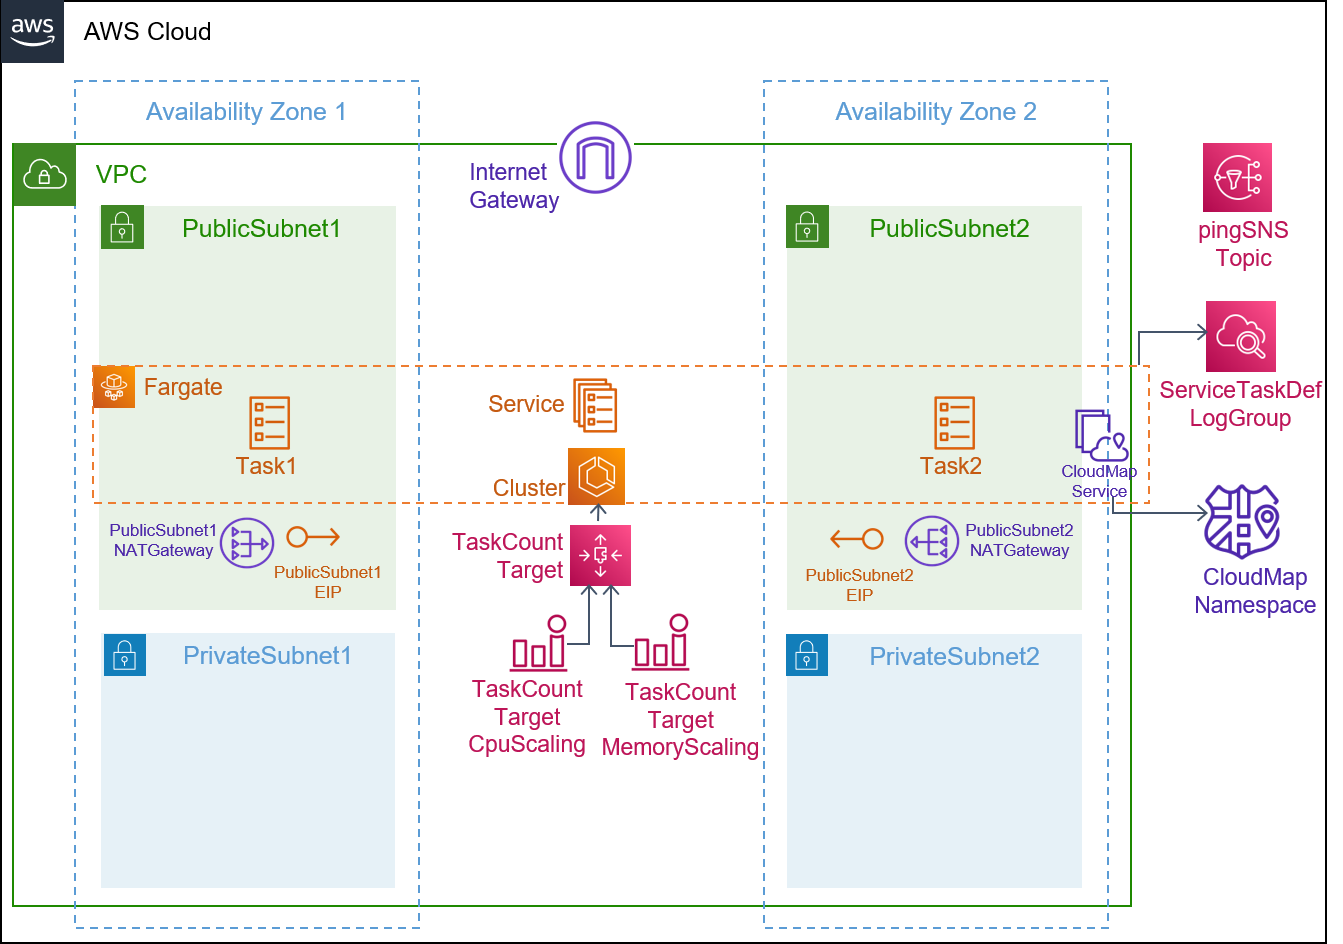 aws
AWS Cloud
Availability Zone 1
Availability Zone 2
VPC
Internet
Gateway
PublicSubnet1
PublicSubnet2
pingSNS
Topic
Fargate
Service
Task1
Task2
Cluster
CloudMap
Service
ServiceTaskDef
LogGroup
PublicSubnet1
NATGateway
PublicSubnet1
EIP
TaskCount
Target
PublicSubnet2
EIP
PublicSubnet2
NATGateway
CloudMap
Namespace
PrivateSubnet1
PrivateSubnet2
TaskCount
Target
CpuScaling
TaskCount
Target
MemoryScaling